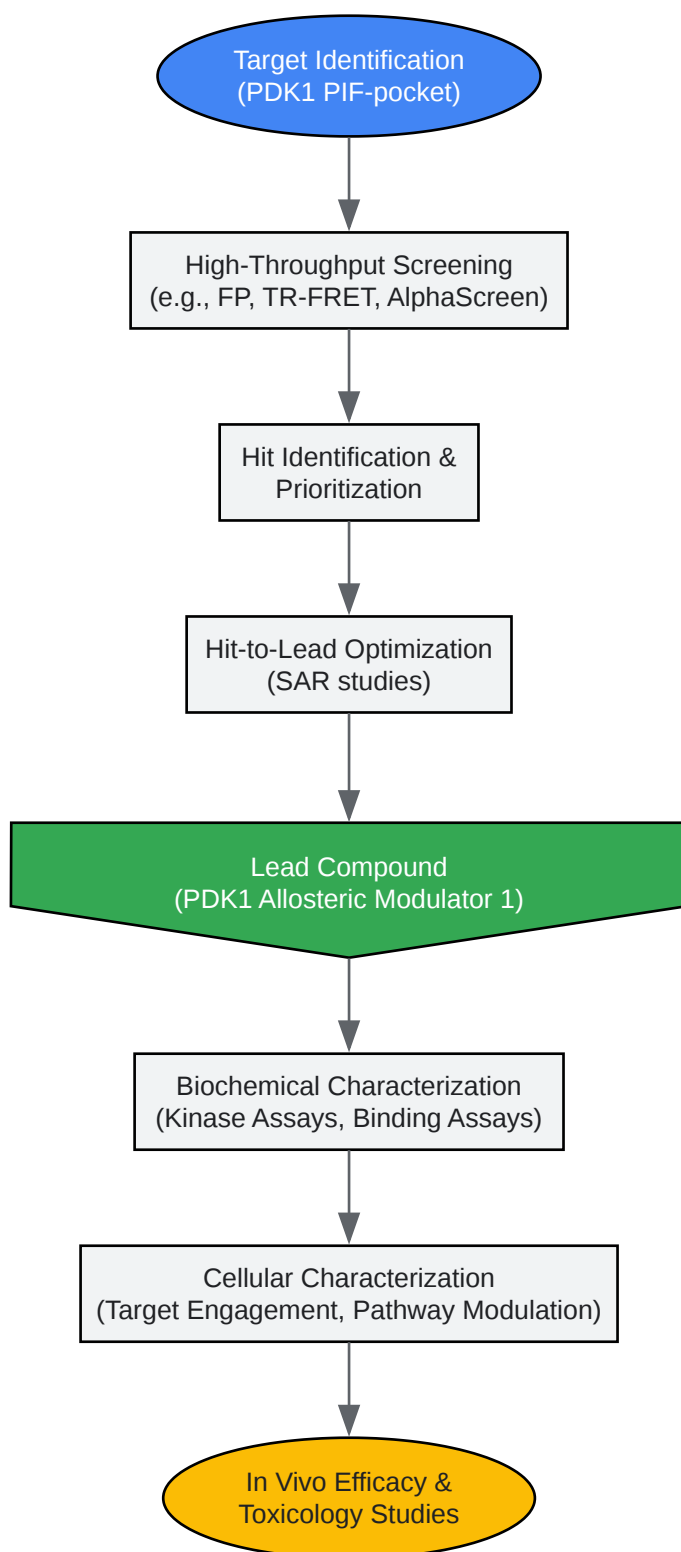 Target Identification
(PDK1 PIF-pocket)
High-Throughput Screening
(e.g., FP, TR-FRET, AlphaScreen)
Hit Identification &
Prioritization
Hit-to-Lead Optimization
(SAR studies)
Lead Compound
(PDK1 Allosteric Modulator 1)
Biochemical Characterization
(Kinase Assays, Binding Assays)
Cellular Characterization
(Target Engagement, Pathway Modulation)
In Vivo Efficacy &
Toxicology Studies